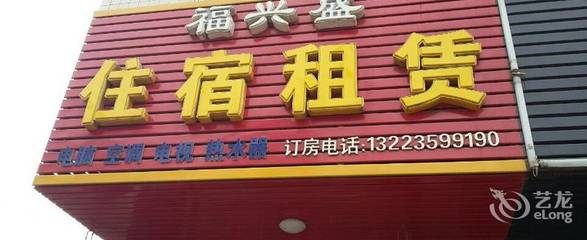 福兴盛
住宿租赁
电脑 空调 电视 热水器 订房电话:13223599190
艺龙
eLong